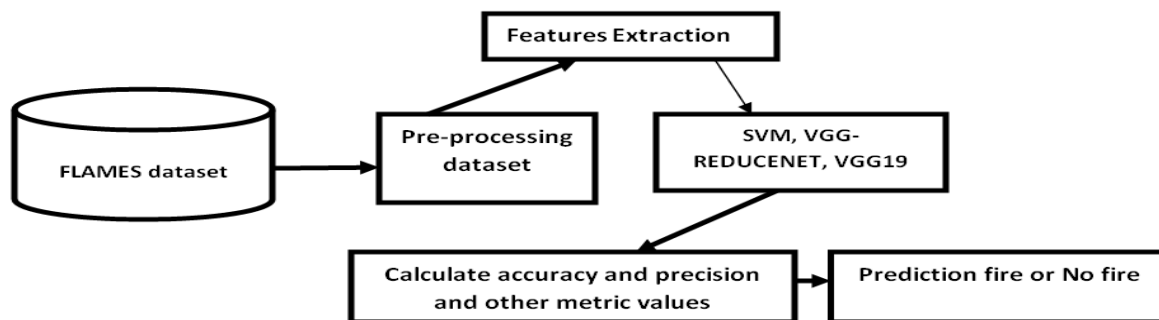 Features Extraction
FLAMES dataset
Pre-processing
dataset
SVM, VGG-
REDUCENET, VGG19
Calculate accuracy and precision
and other metric values
Prediction fire or No fire